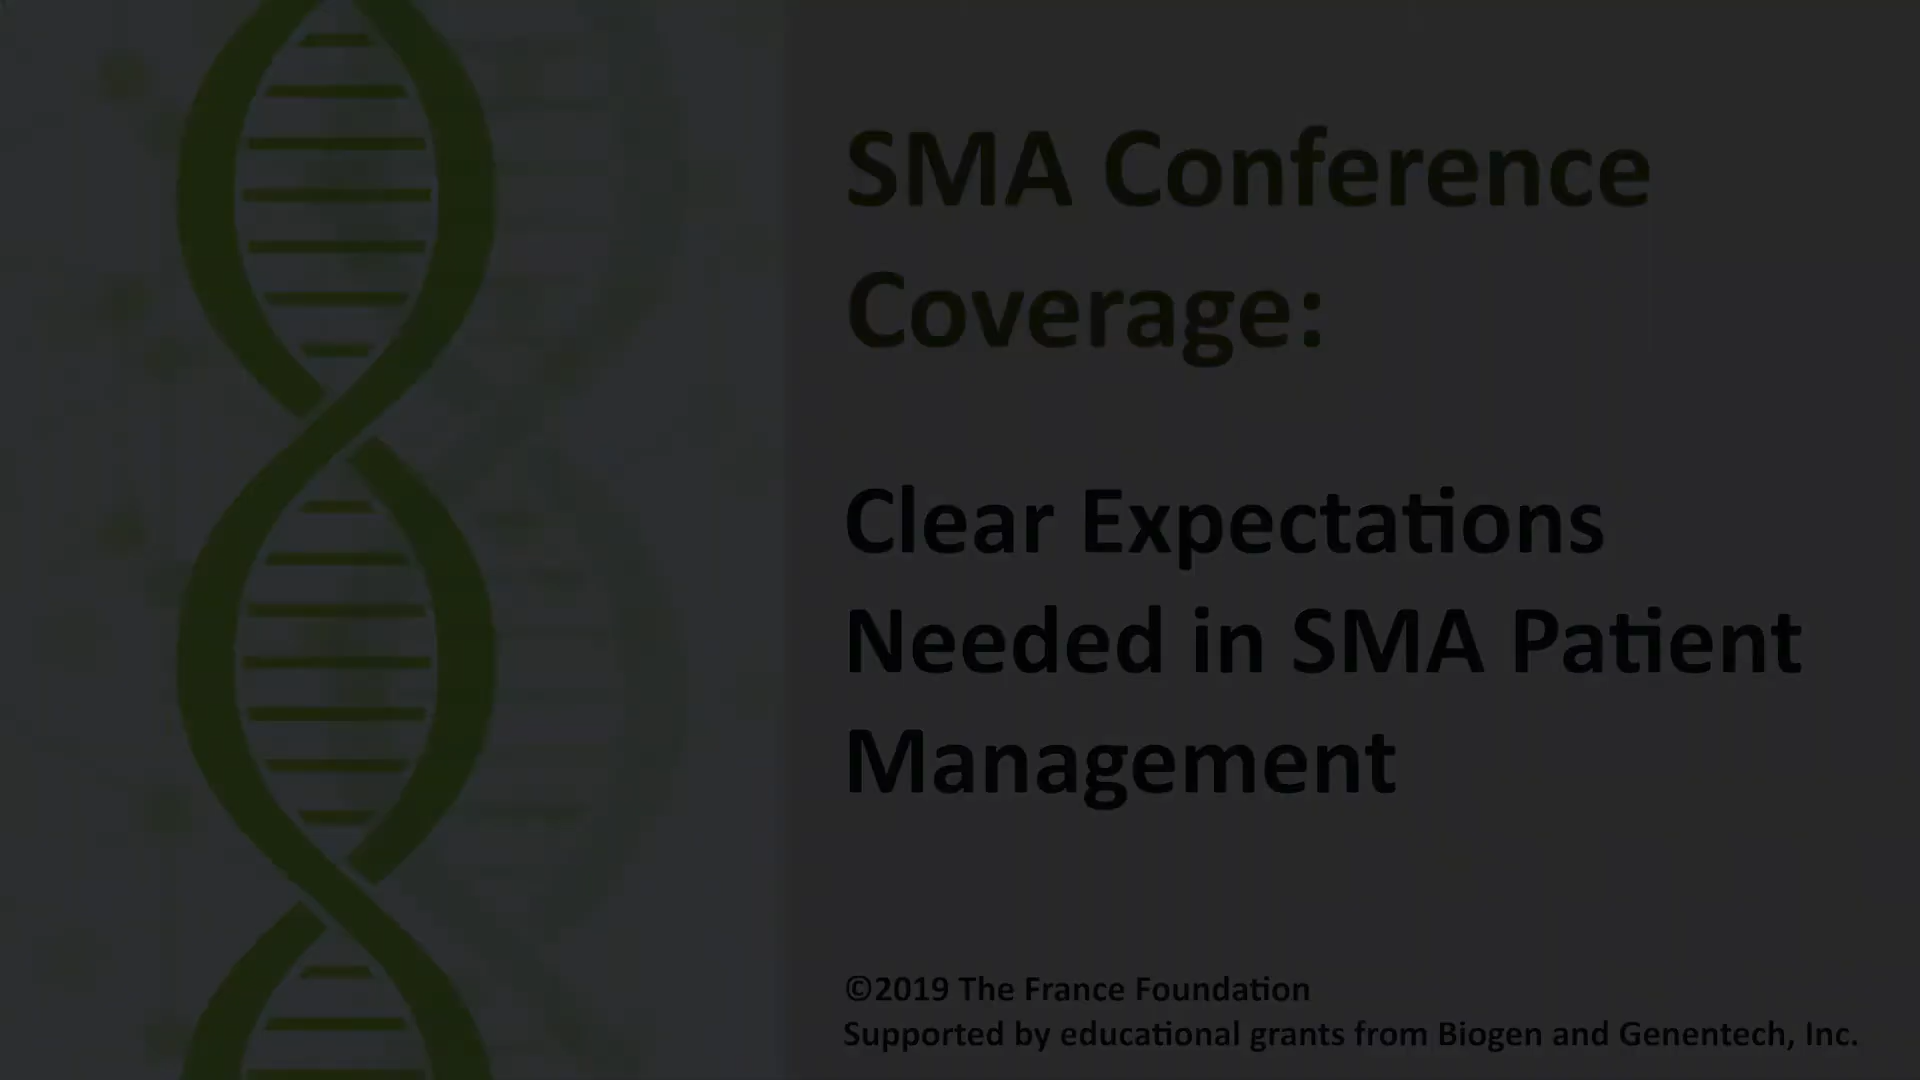 SMA Conference
Coverage:
Clear Expectations
Needed in SMA Patient
Management
©2019 The France Foundation
Supported by educational grants from Biogen and Genentech, Inc.